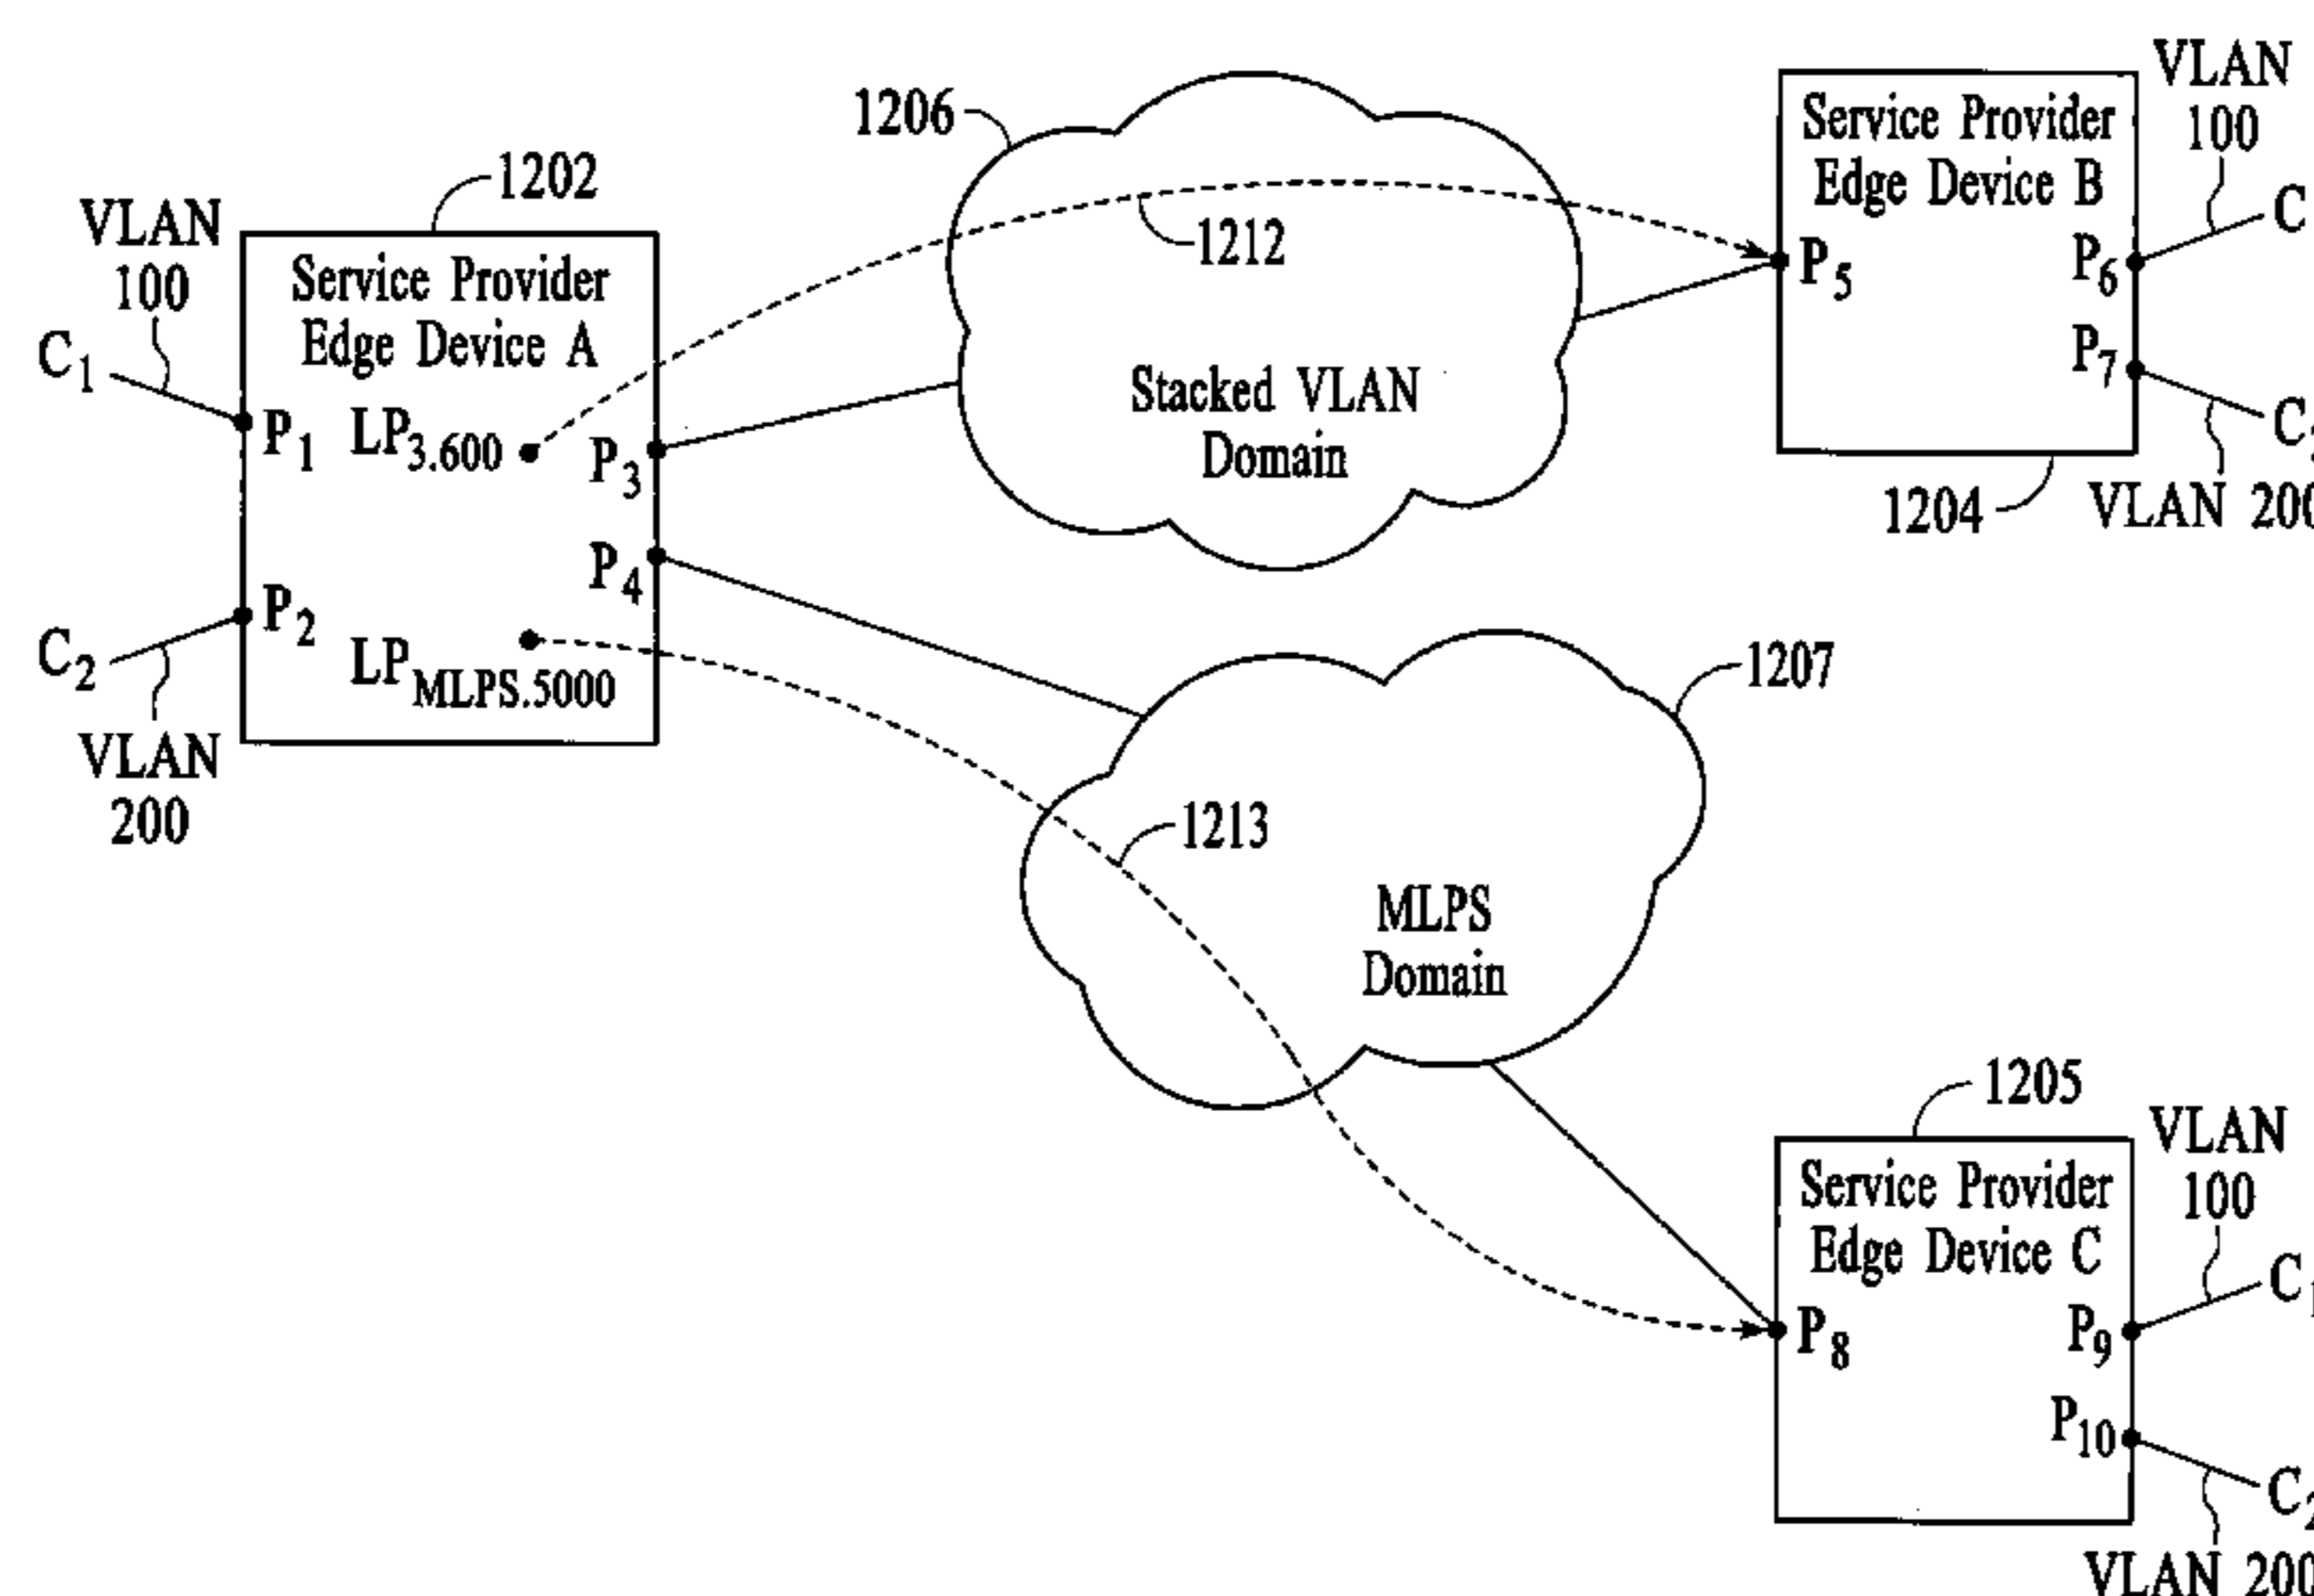 1202
VLAN
100
C1
Service Provider
Edge Device A
P1
LP3.600
P3
P4
P2
C2
LPMLPS.5000
VLAN
200
1206
1212
Stacked VLAN
Domain
VLAN
100
Service Provider
Edge Device B
P5
P6
C
P7
C
1204
VLAN 200
1207
1213
MLPS
Domain
1205
VLAN
100
Service Provider
Edge Device C
P8
P9
C1
P10
C2
VLAN 200